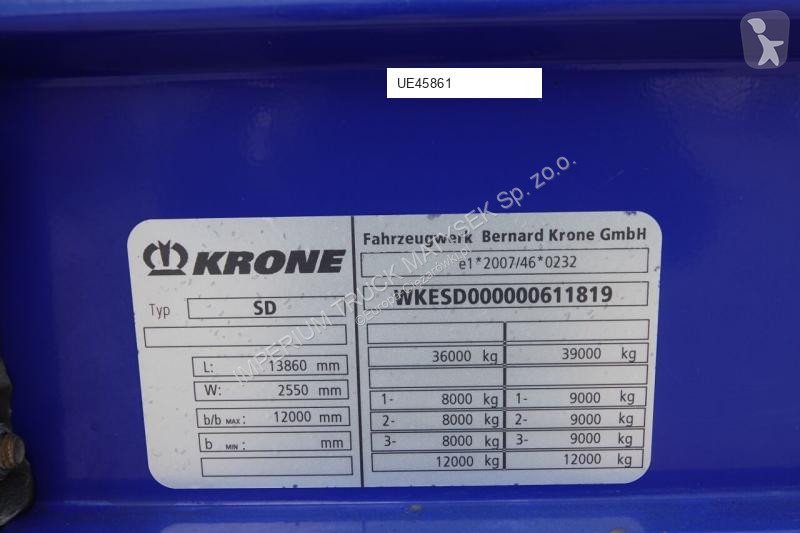 UE45861
KRONE
Typ SD
L: 13860 mm
W: 2550 mm
b/b MAX: 12000 mm
b MIN: mm
Fahrzeugwerk Bernard Krone GmbH
e1*2007/46*0232
WKESD000000611819
36000 kg 39000 kg
1- 8000 kg 1- 9000 kg
2- 8000 kg 2- 9000 kg
3- 8000 kg 3- 9000 kg
12000 kg 12000 kg
IMPERIUM TRUCK MATYSEK Sp. zo.o.